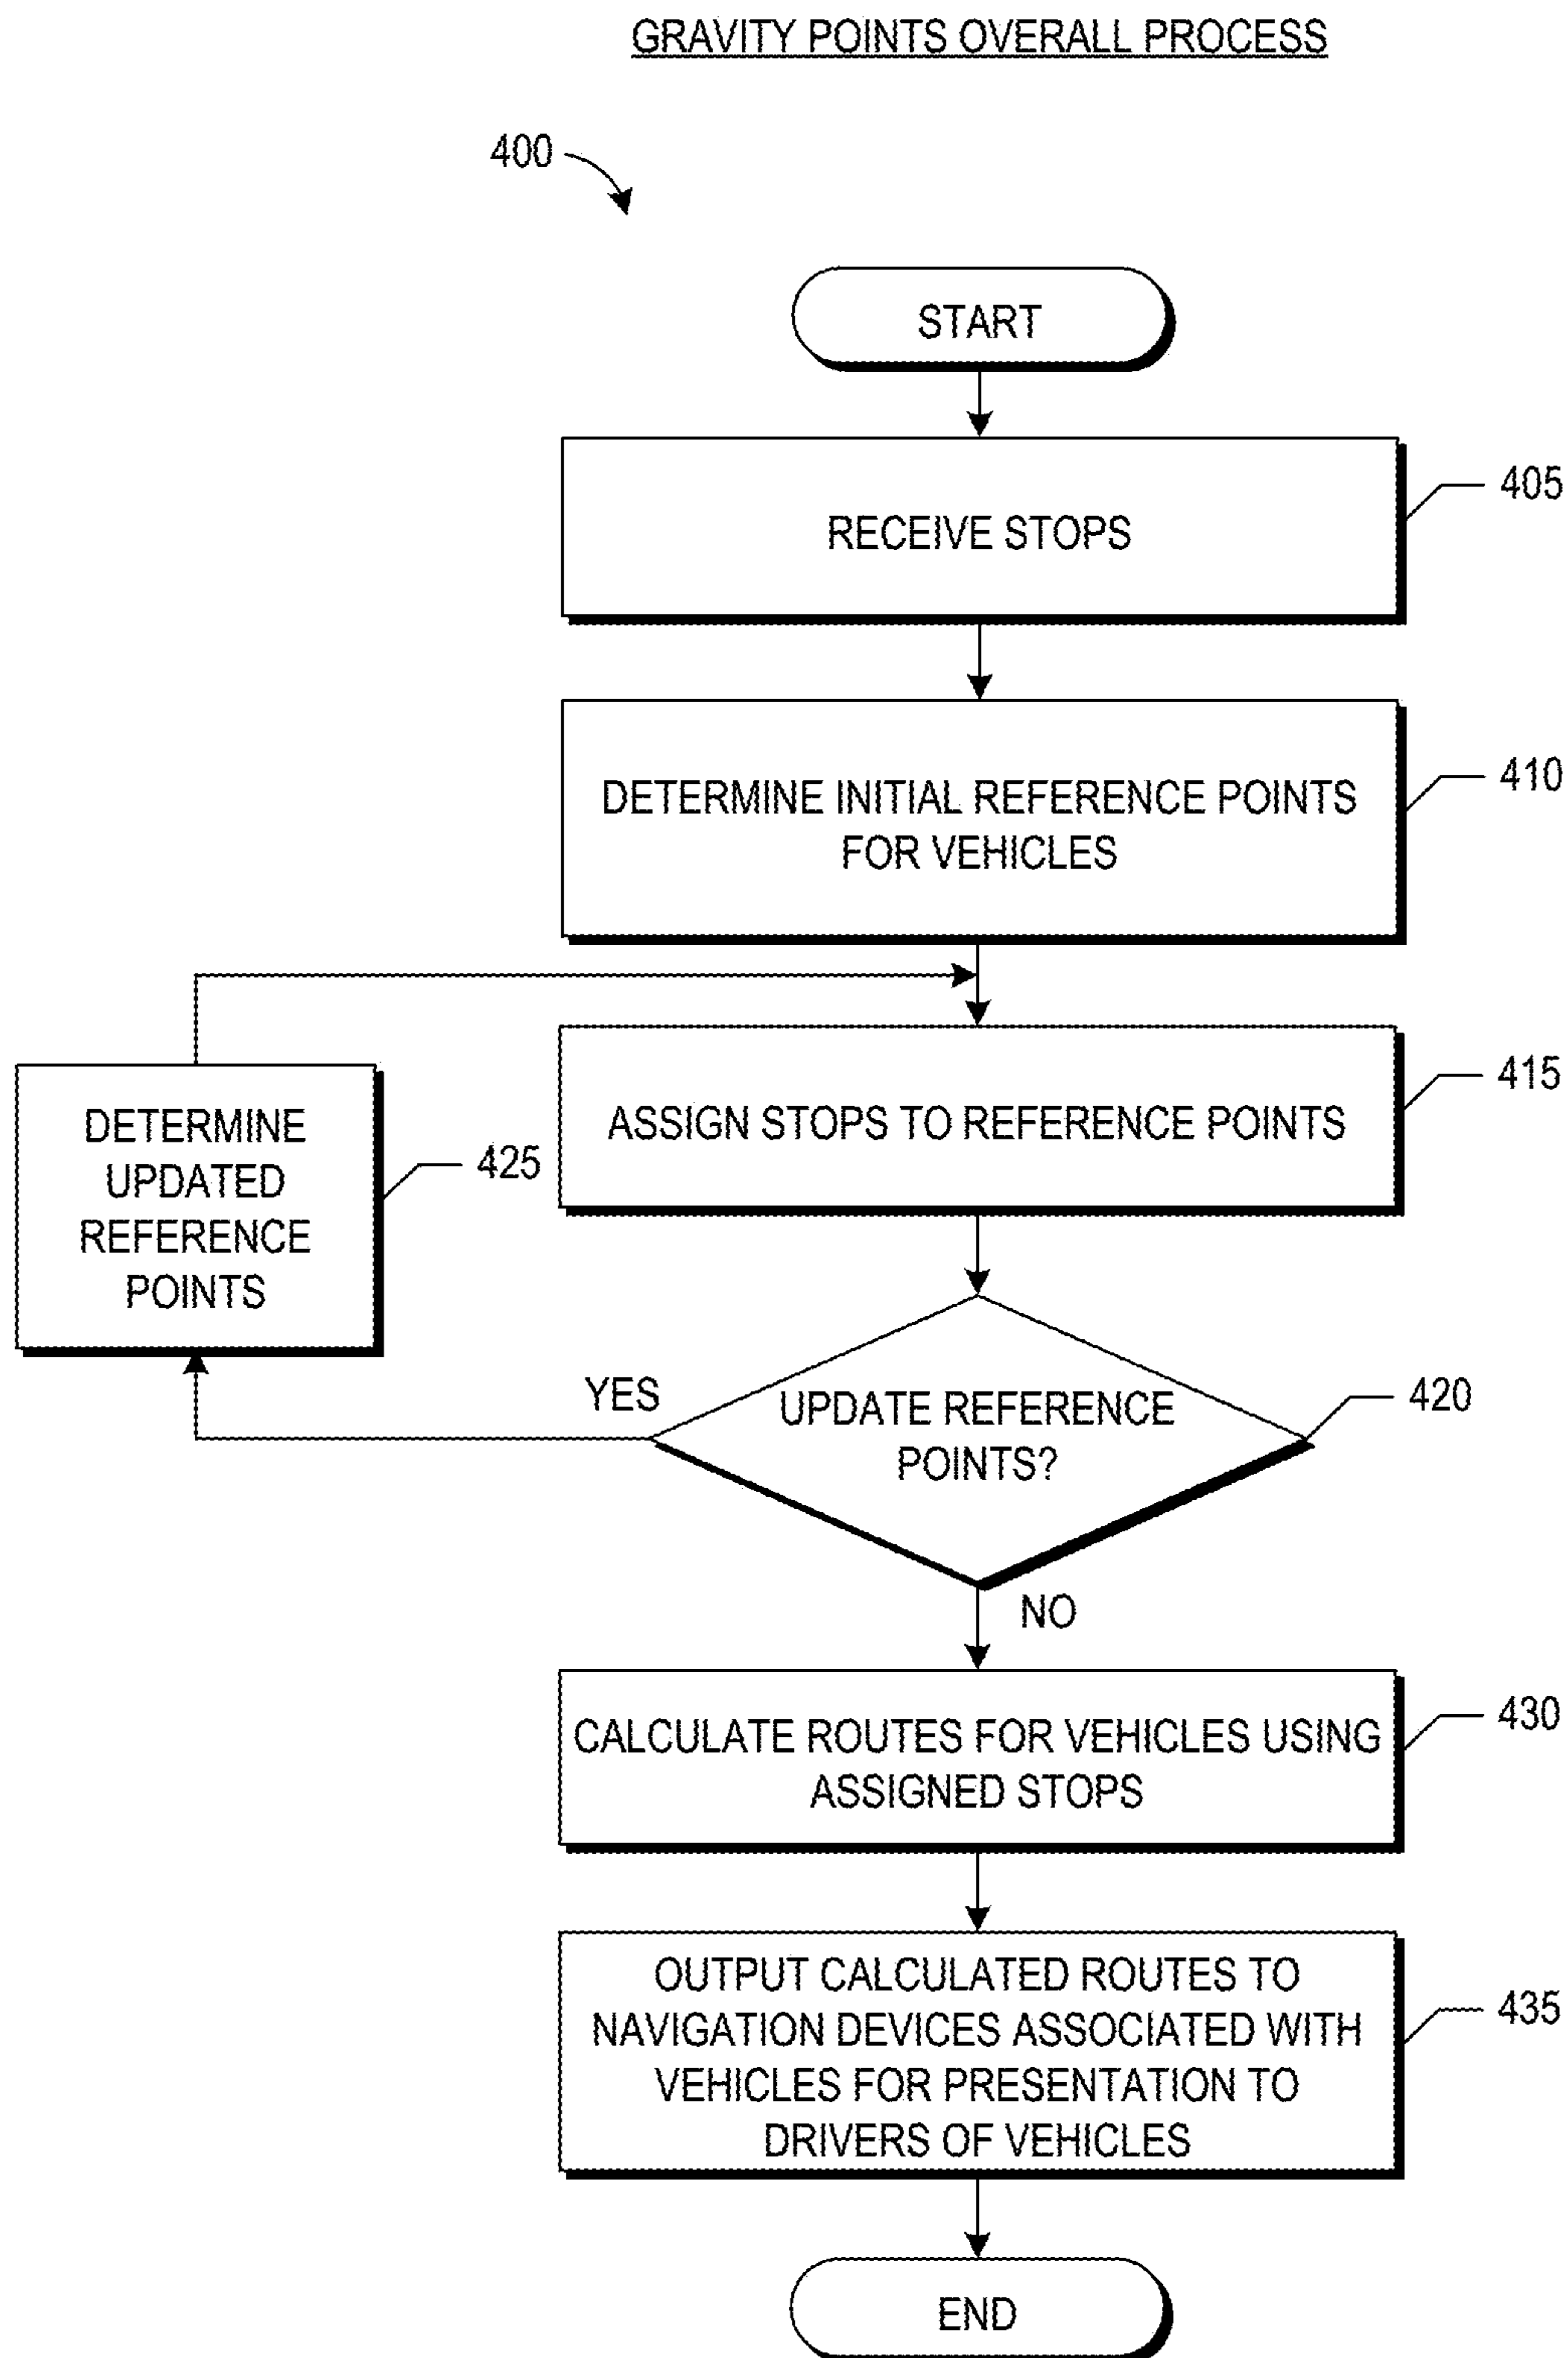 GRAVITY POINTS OVERALL PROCESS
400
START
RECEIVE STOPS
405
DETERMINE INITIAL REFERENCE POINTS
FOR VEHICLES
410
ASSIGN STOPS TO REFERENCE POINTS
415
DETERMINE
UPDATED
REFERENCE
POINTS
425
YES
UPDATE REFERENCE
POINTS?
420
NO
CALCULATE ROUTES FOR VEHICLES USING
ASSIGNED STOPS
430
OUTPUT CALCULATED ROUTES TO
NAVIGATION DEVICES ASSOCIATED WITH
VEHICLES FOR PRESENTATION TO
DRIVERS OF VEHICLES
435
END